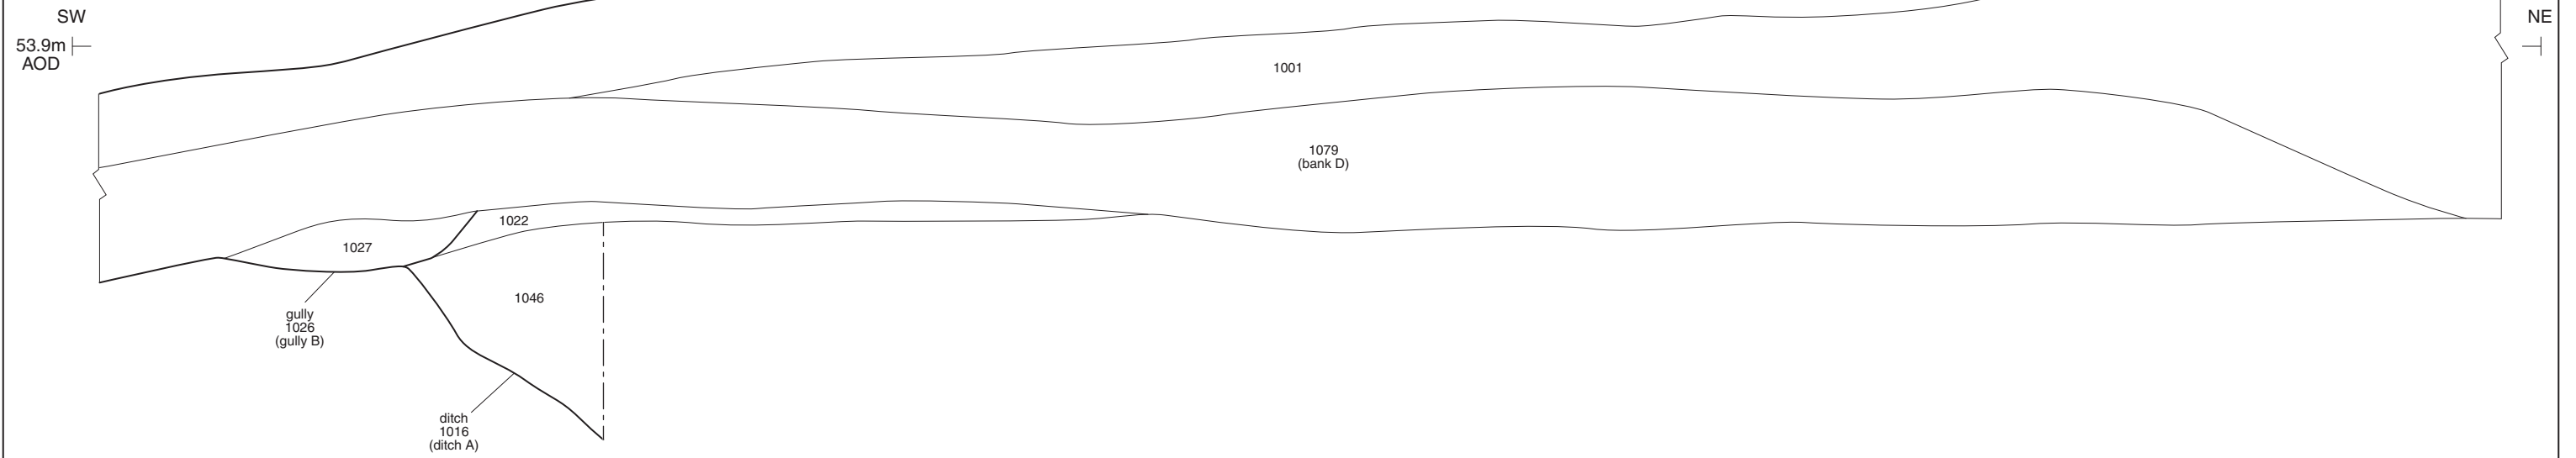 SW
NE
53.9m
AOD
1001
1079
(bank D)
1022
1027
1046
gully
1026
(gully B)
ditch
1016
(ditch A)